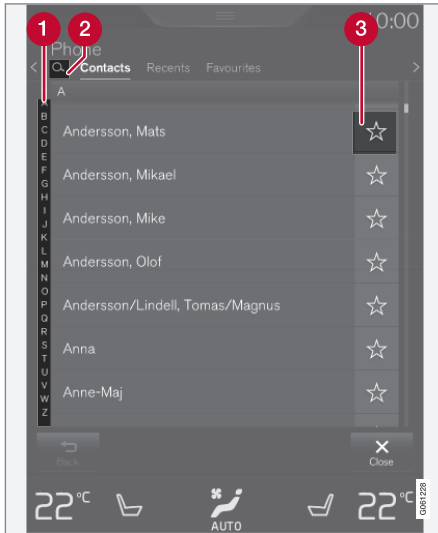 10:00
1 2 3
Phone
Contacts Recents Favourites
A
A
B
C
D
E
F
G
H
I
J
K
L
M
N
O
P
Q
R
S
T
U
V
W
Z
Andersson, Mats
Andersson, Mikael
Andersson, Mike
Andersson, Olof
Andersson/Lindell, Tomas/Magnus
Anna
Anne-Maj
Back
Close
22°C
AUTO
22°C
G061228